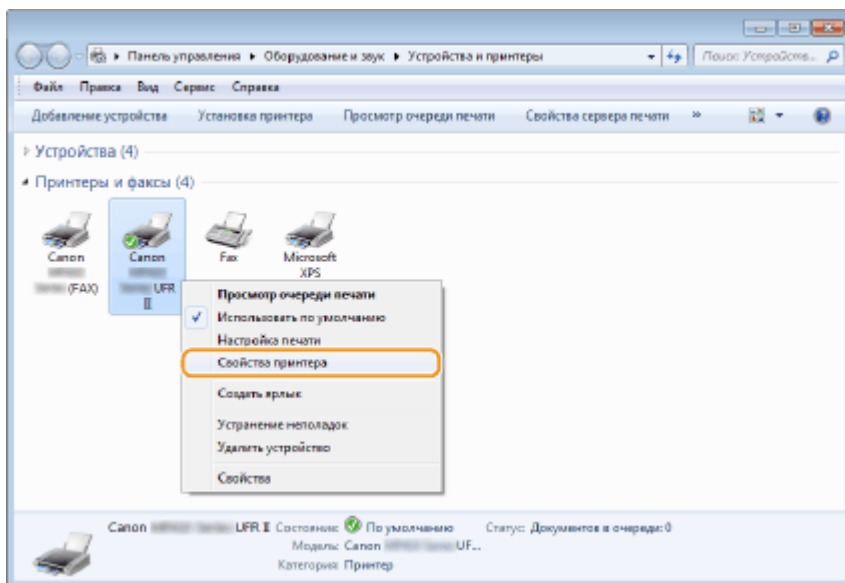 Панель управления ▸ Оборудование и звук ▸ Устройства и принтеры
Поиск: Устройств...
Файл Правка Вид Сервис Справка
Добавление устройства Установка принтера Просмотр очереди печати Свойства сервера печати »
Устройства (4)
Принтеры и факсы (4)
Canon
(FAX)
Canon
UFR
II
Fax
Microsoft
XPS
Просмотр очереди печати
Использовать по умолчанию
Настройка печати
Свойства принтера
Создать ярлык
Устранение неполадок
Удалить устройство
Свойства
Canon UFR II Состояние: По умолчанию Статус: Документов в очереди: 0
Модель: Canon UF...
Категория: Принтер